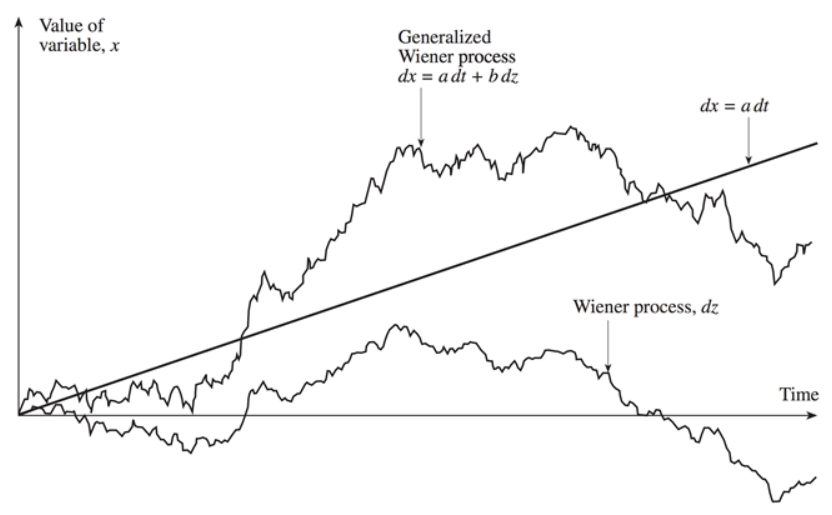 Value of
variable, x
Generalized
Wiener process
dx = a dt + b dz
dx = a dt
Wiener process, dz
Time